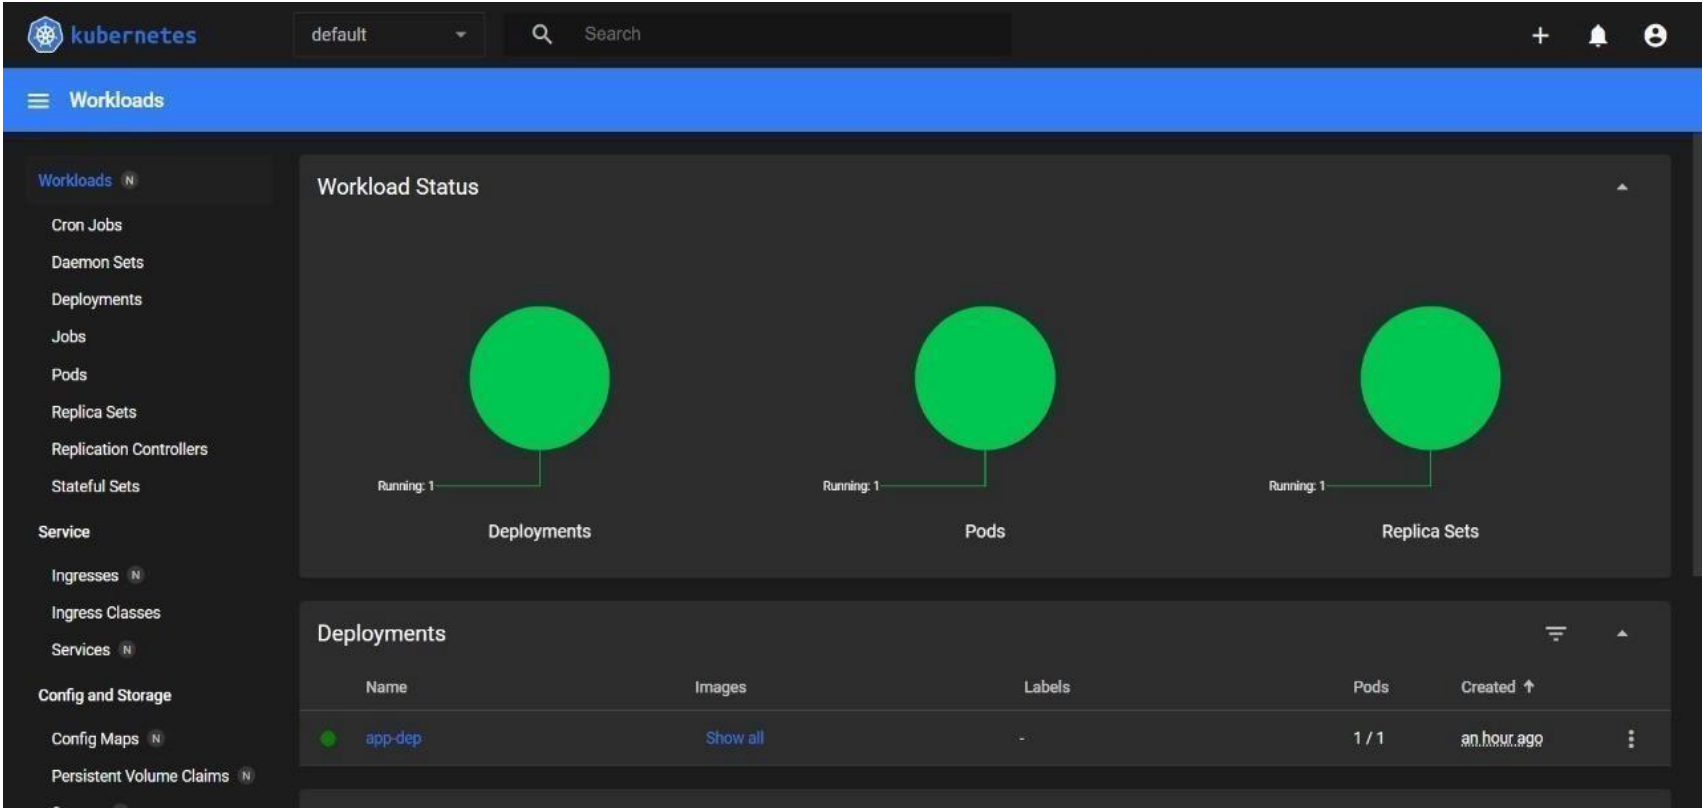 kubernetes
default
Search
Workloads
Workloads N
Cron Jobs
Daemon Sets
Deployments
Jobs
Pods
Replica Sets
Replication Controllers
Stateful Sets
Service
Ingresses N
Ingress Classes
Services N
Config and Storage
Config Maps N
Persistent Volume Claims N
Workload Status
Running: 1
Deployments
Running: 1
Pods
Running: 1
Replica Sets
Deployments
Name Images Labels Pods Created
app-dep Show all - 1 / 1 an hour ago